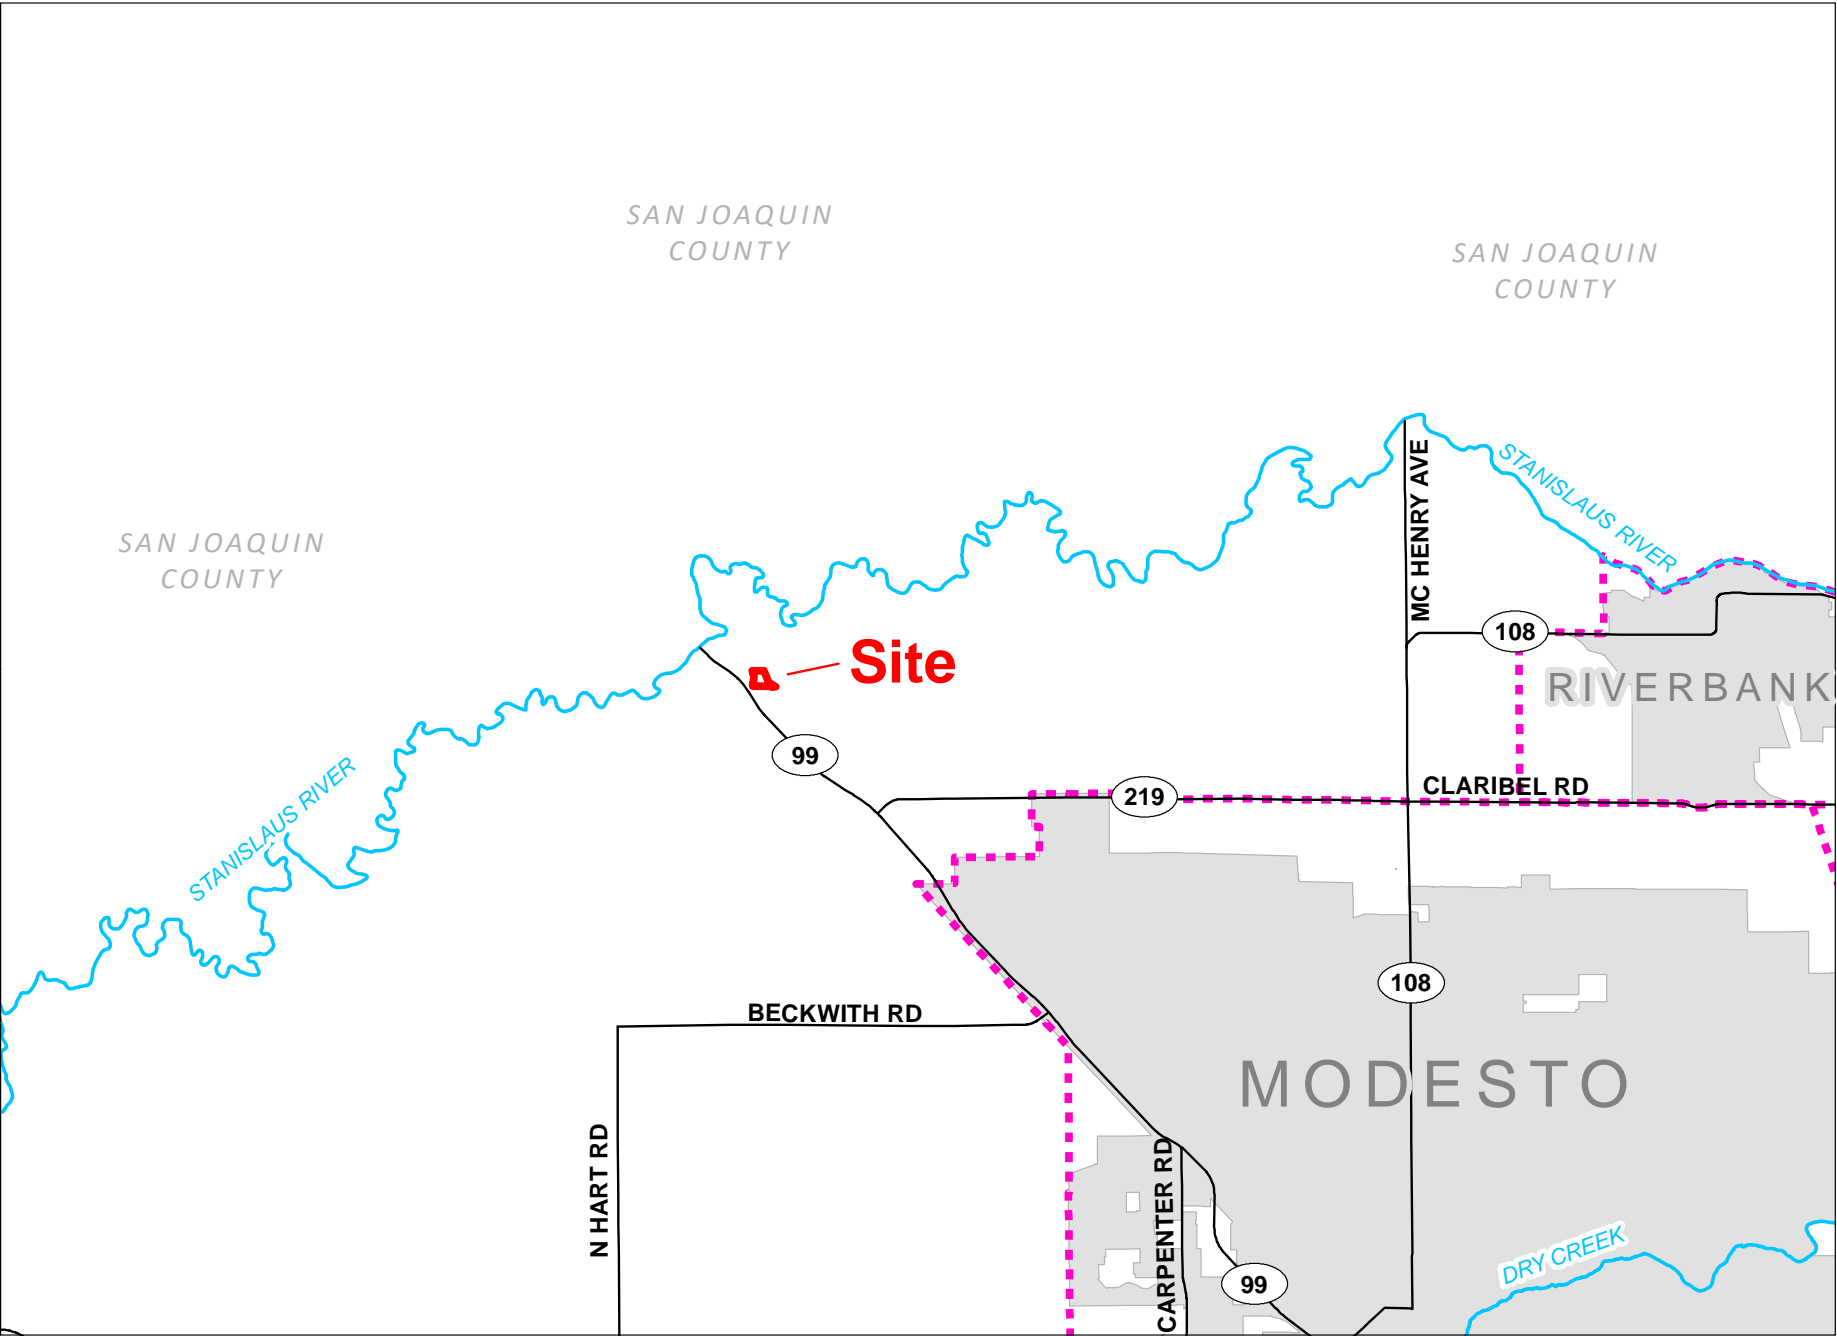 SAN JOAQUIN
COUNTY
SAN JOAQUIN
COUNTY
SAN JOAQUIN
COUNTY
MC HENRY AVE
STANISLAUS RIVER
Site
108
RIVERBANK
99
219
CLARIBEL RD
STANISLAUS RIVER
108
BECKWITH RD
MODESTO
N HART RD
CARPENTER RD
DRY CREEK
99